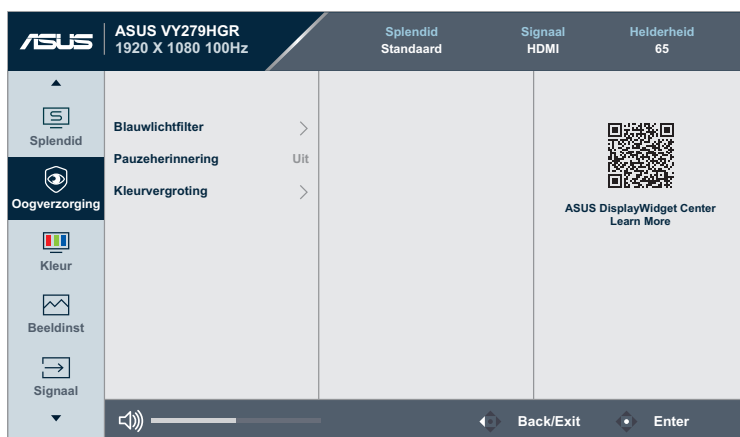 ASUS
ASUS VY279HGR
1920 X 1080 100Hz
Splendid
Standaard
Signaal
HDMI
Helderheid
65
Splendid
Oogverzorging
Kleur
Beeldinst
Signaal
Blauwlichtfilter
Pauzeherinnering Uit
Kleurvergroting
ASUS DisplayWidget Center
Learn More
Back/Exit
Enter